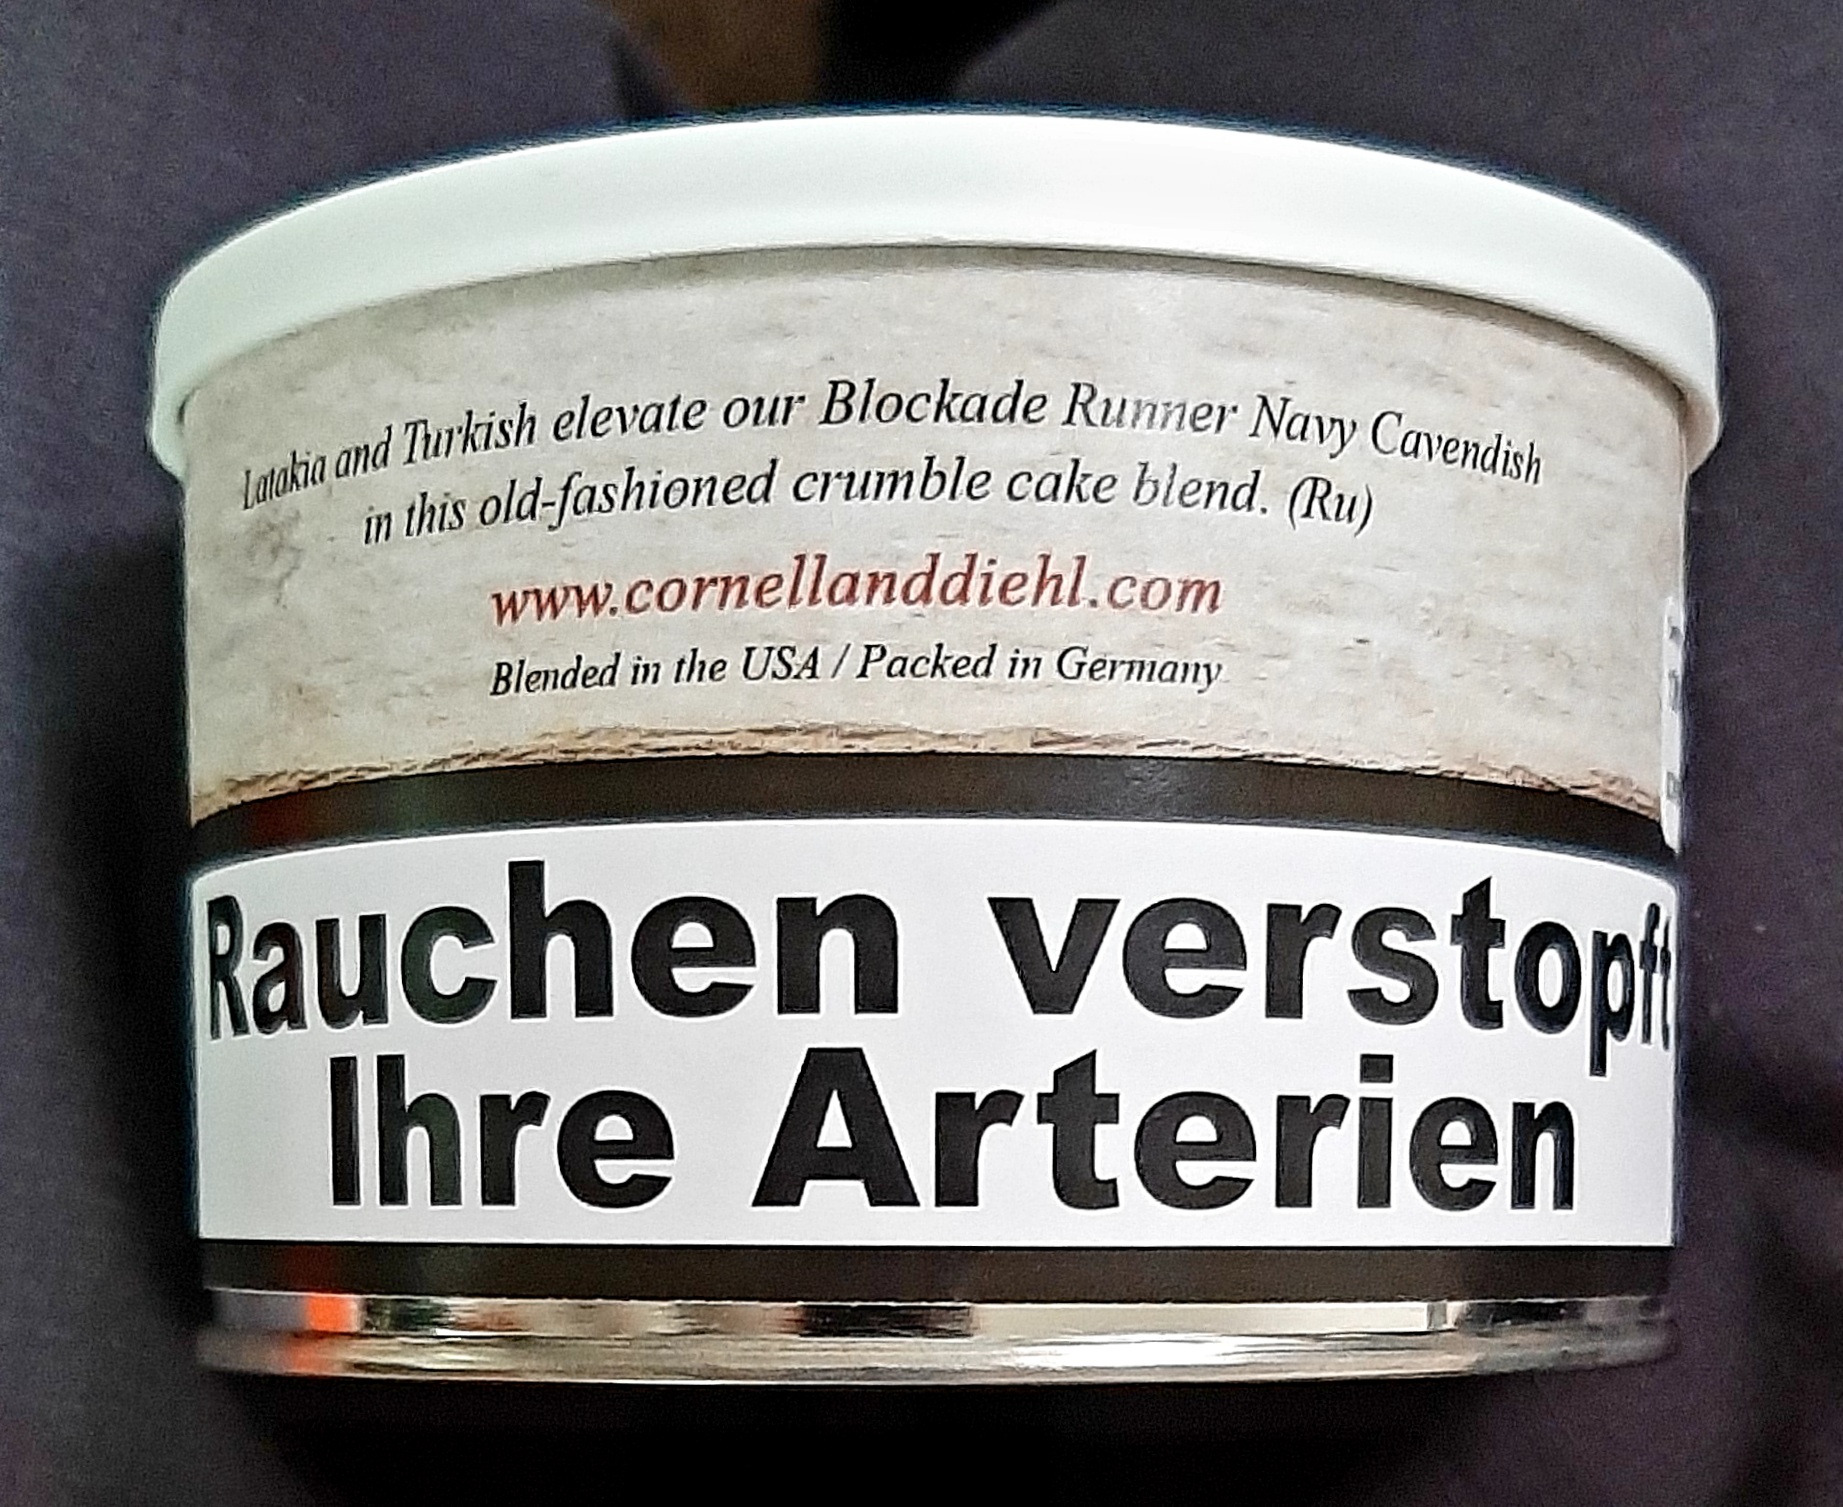 Latakia and Turkish elevate our Blockade Runner Navy Cavendish
in this old-fashioned crumble cake blend. (Ru)
www.cornellanddiehl.com
Blended in the USA / Packed in Germany
Rauchen verstopft
Ihre Arterien